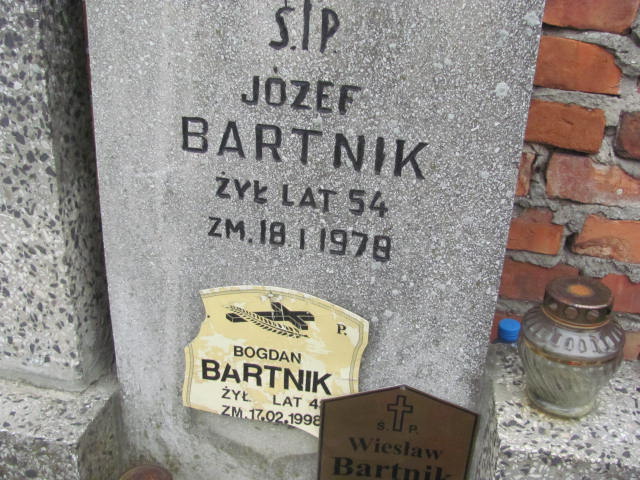 Ś.†P.
JÓZEF
BARTNIK
ŻYŁ LAT 54
ZM. 18 I 1978
P.
BOGDAN
BARTNIK
ŻYŁ LAT
ZM. 17.02.1998
Ś. P.
Wiesław
Bartnik